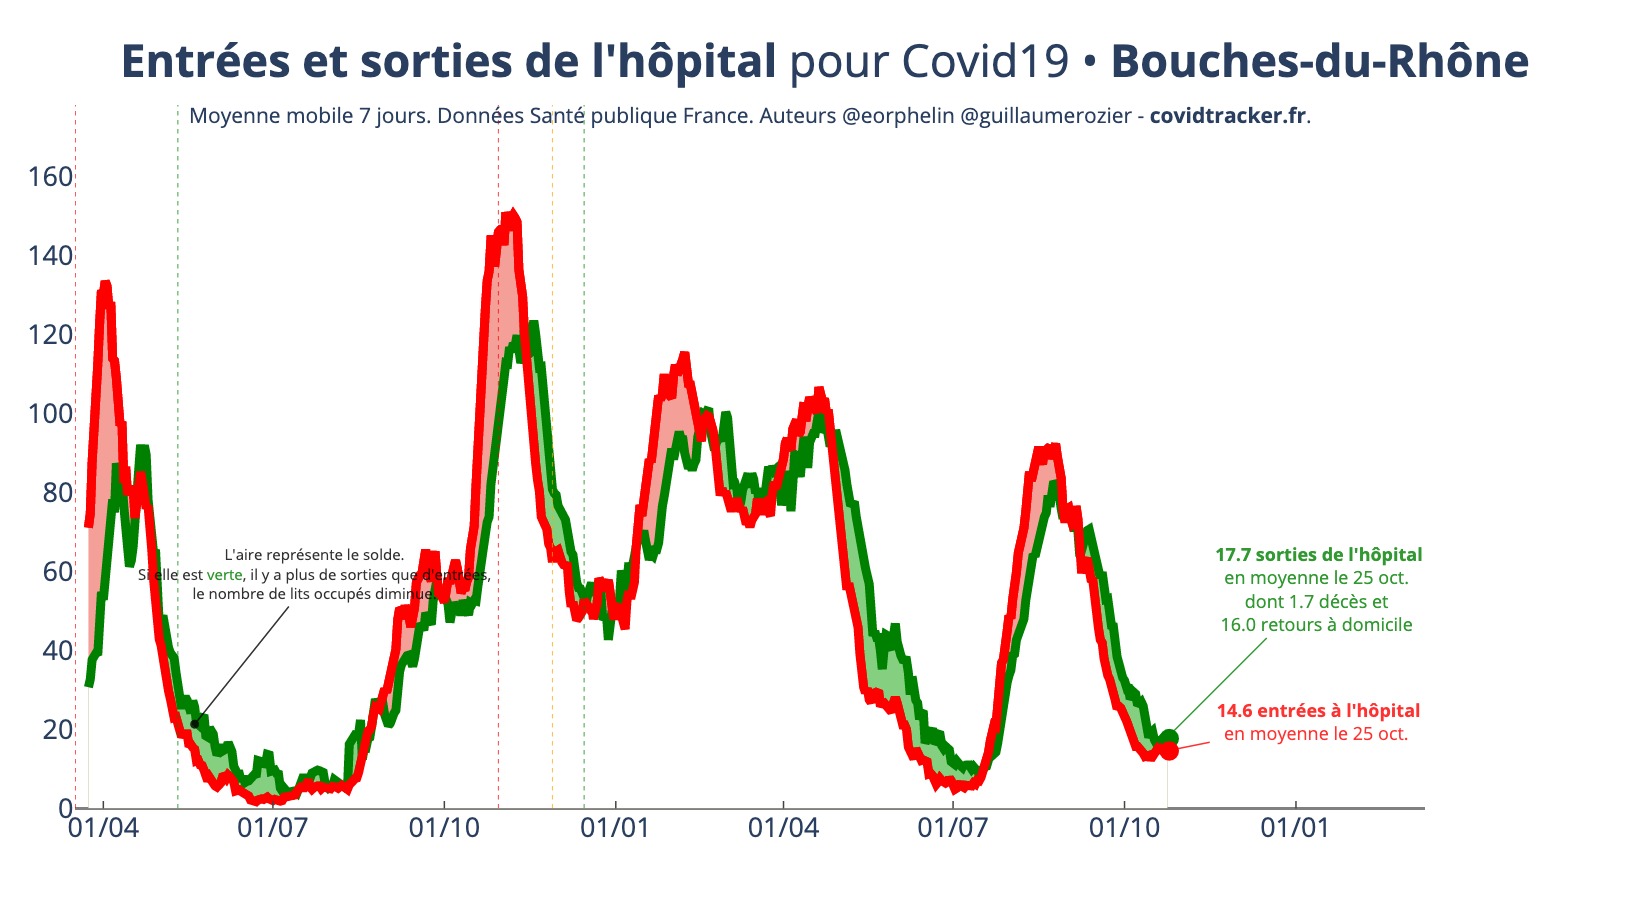 Entrées et sorties de l'hôpital pour Covid19 • Bouches-du-Rhône
Moyenne mobile 7 jours. Données Santé publique France. Auteurs @eorphelin @guillaumerozier - covidtracker.fr.
160
140
120
100
80
60
40
20
0
L'aire représente le solde.
Si elle est verte, il y a plus de sorties que d'entrées,
le nombre de lits occupés diminue.
17.7 sorties de l'hôpital
en moyenne le 25 oct.
dont 1.7 décès et
16.0 retours à domicile
14.6 entrées à l'hôpital
en moyenne le 25 oct.
01/04 01/07 01/10 01/01 01/04 01/07 01/10 01/01